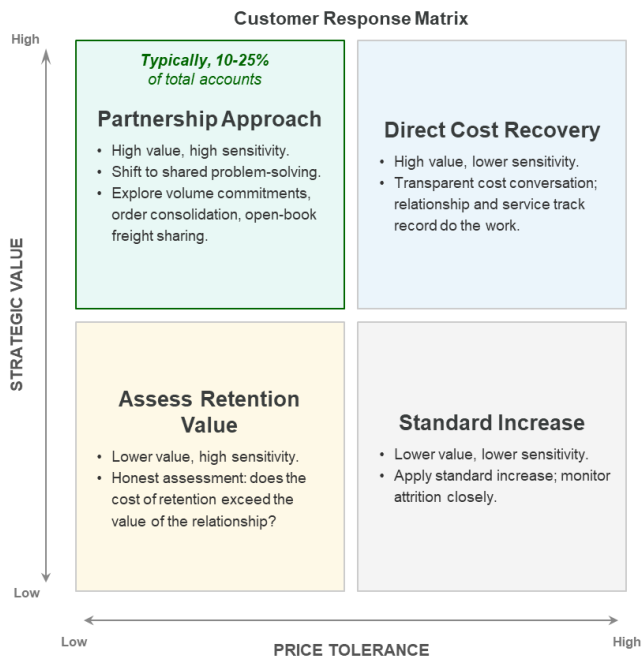 Customer Response Matrix
High
Typically, 10-25%
of total accounts
Partnership Approach
• High value, high sensitivity.
• Shift to shared problem-solving.
• Explore volume commitments,
order consolidation, open-book
freight sharing.
Direct Cost Recovery
• High value, lower sensitivity.
• Transparent cost conversation;
relationship and service track
record do the work.
STRATEGIC VALUE
Assess Retention
Value
• Lower value, high sensitivity.
• Honest assessment: does the
cost of retention exceed the
value of the relationship?
Standard Increase
• Lower value, lower sensitivity.
• Apply standard increase; monitor
attrition closely.
Low
Low
PRICE TOLERANCE
High